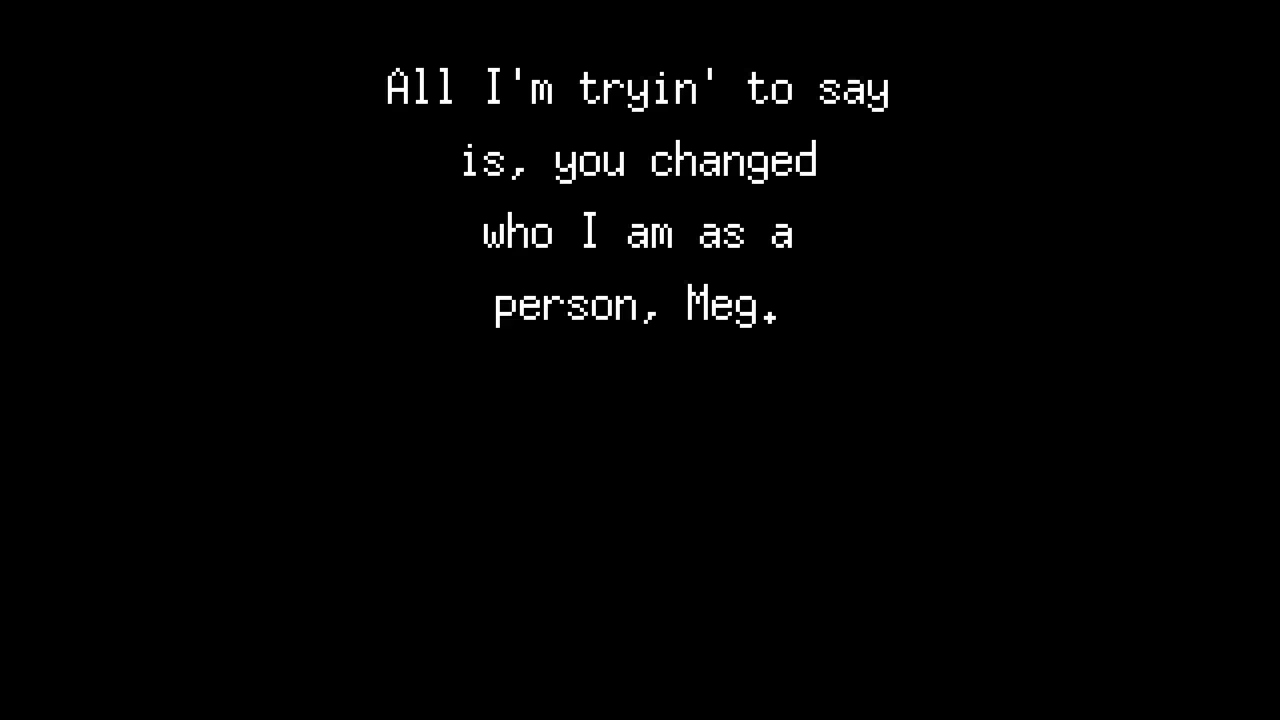 All I'm tryin' to say
is, you changed
who I am as a
person, Meg.